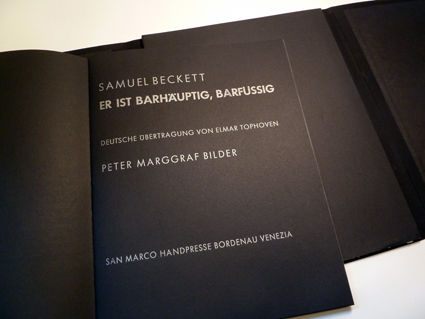 SAMUEL BECKETT
ER IST BARHÄUPTIG, BARFÜSSIG
DEUTSCHE ÜBERTRAGUNG VON ELMAR TOPHOVEN
PETER MARGGRAF BILDER
SAN MARCO HANDPRESSE BORDENAU VENEZIA